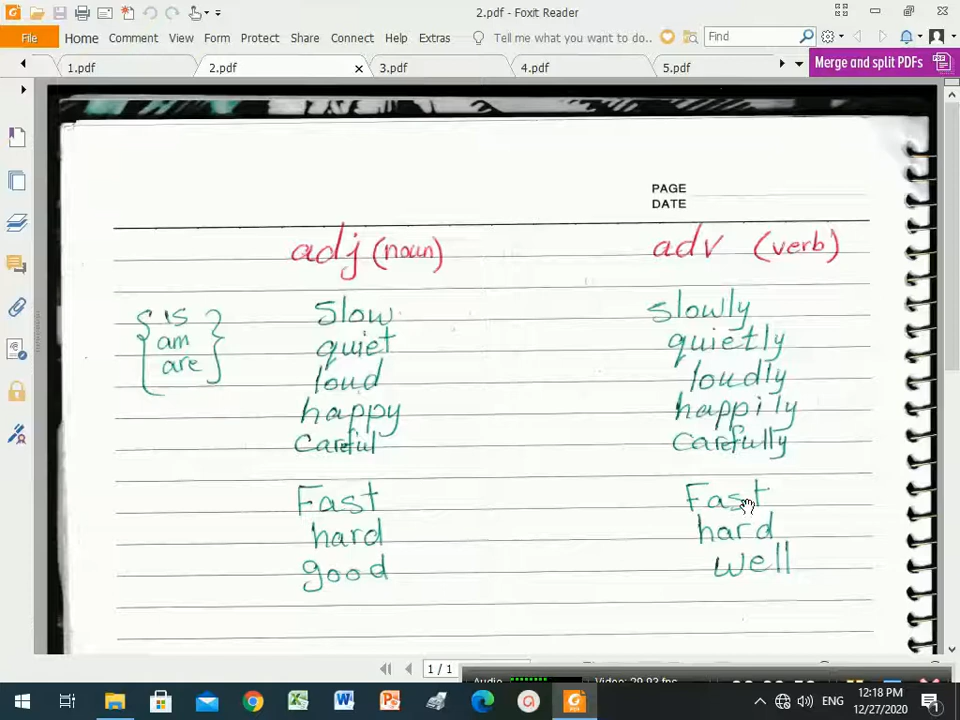 2.pdf - Foxit Reader
File Home Comment View Form Protect Share Connect Help Extras Tell me what you want to do.. Find
1.pdf 2.pdf 3.pdf 4.pdf 5.pdf Merge and split PDFs
PAGE
DATE
adj (noun) adv (verb)
slow slowly
is
quiet quietly
am
are
loud loudly
happy happily
careful carefully
Fast Fast
hard hard
good well
1 / 1
ENG
12:18 PM
12/27/2020